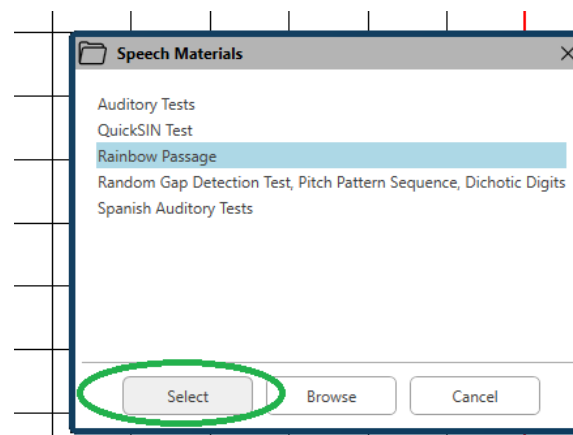 Speech Materials
Auditory Tests
QuickSIN Test
Rainbow Passage
Random Gap Detection Test, Pitch Pattern Sequence, Dichotic Digits
Spanish Auditory Tests
Select Browse Cancel